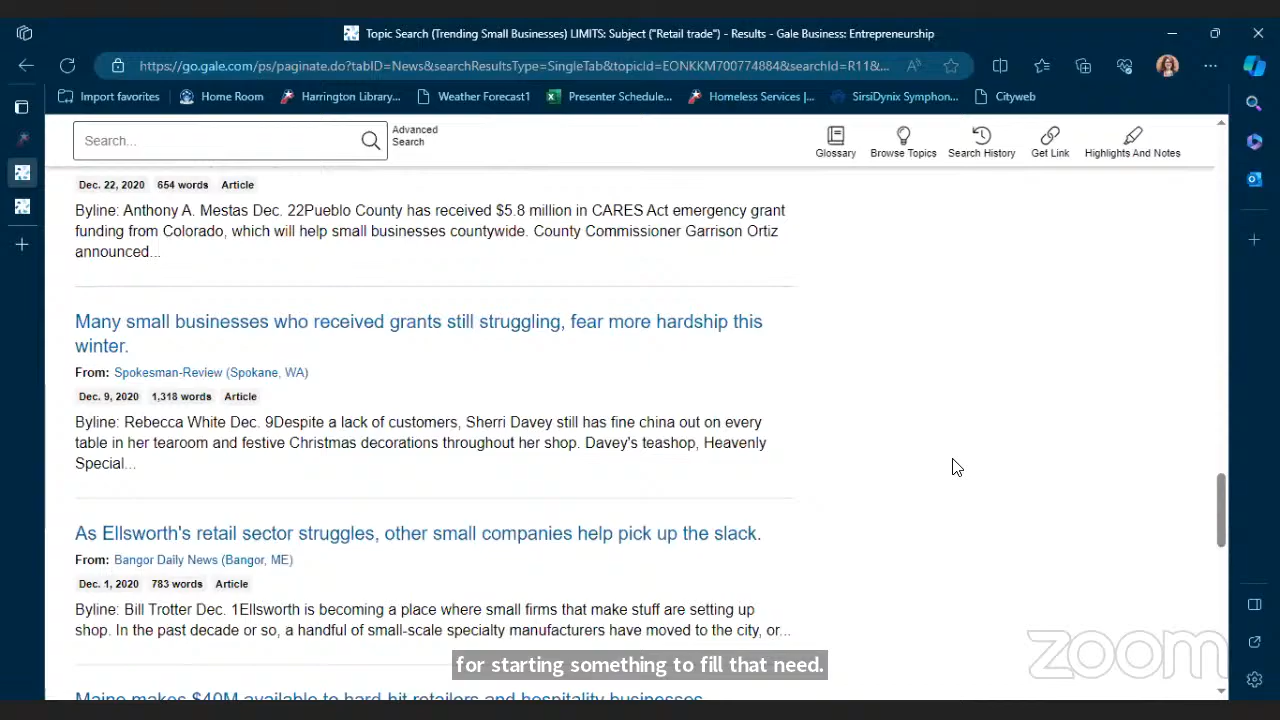 Topic Search (Trending Small Businesses) LIMITS: Subject ("Retail trade") - Results - Gale Business: Entrepreneurship
https://go.gale.com/ps/paginate.do?tabID=News&searchResultsType=SingleTab&topicId=EONKKM700774884&searchId=R11&...
Import favorites Home Room Harrington Library... Weather Forecast1 Presenter Schedule... Homeless Services |... SirsiDynix Symphon... Cityweb
Search...
Advanced
Search
Glossary Browse Topics Search History Get Link Highlights And Notes
Dec. 22, 2020 654 words Article
Byline: Anthony A. Mestas Dec. 22Pueblo County has received $5.8 million in CARES Act emergency grant
funding from Colorado, which will help small businesses countywide. County Commissioner Garrison Ortiz
announced...
Many small businesses who received grants still struggling, fear more hardship this
winter.
From: Spokesman-Review (Spokane, WA)
Dec. 9, 2020 1,318 words Article
Byline: Rebecca White Dec. 9Despite a lack of customers, Sherri Davey still has fine china out on every
table in her tearoom and festive Christmas decorations throughout her shop. Davey's teashop, Heavenly
Special...
As Ellsworth's retail sector struggles, other small companies help pick up the slack.
From: Bangor Daily News (Bangor, ME)
Dec. 1, 2020 783 words Article
Byline: Bill Trotter Dec. 1Ellsworth is becoming a place where small firms that make stuff are setting up
shop. In the past decade or so, a handful of small-scale specialty manufacturers have moved to the city, or...
for starting something to fill that need.
zoom
Maine makes $40M available to hard-hit retailers and hospitality businesses